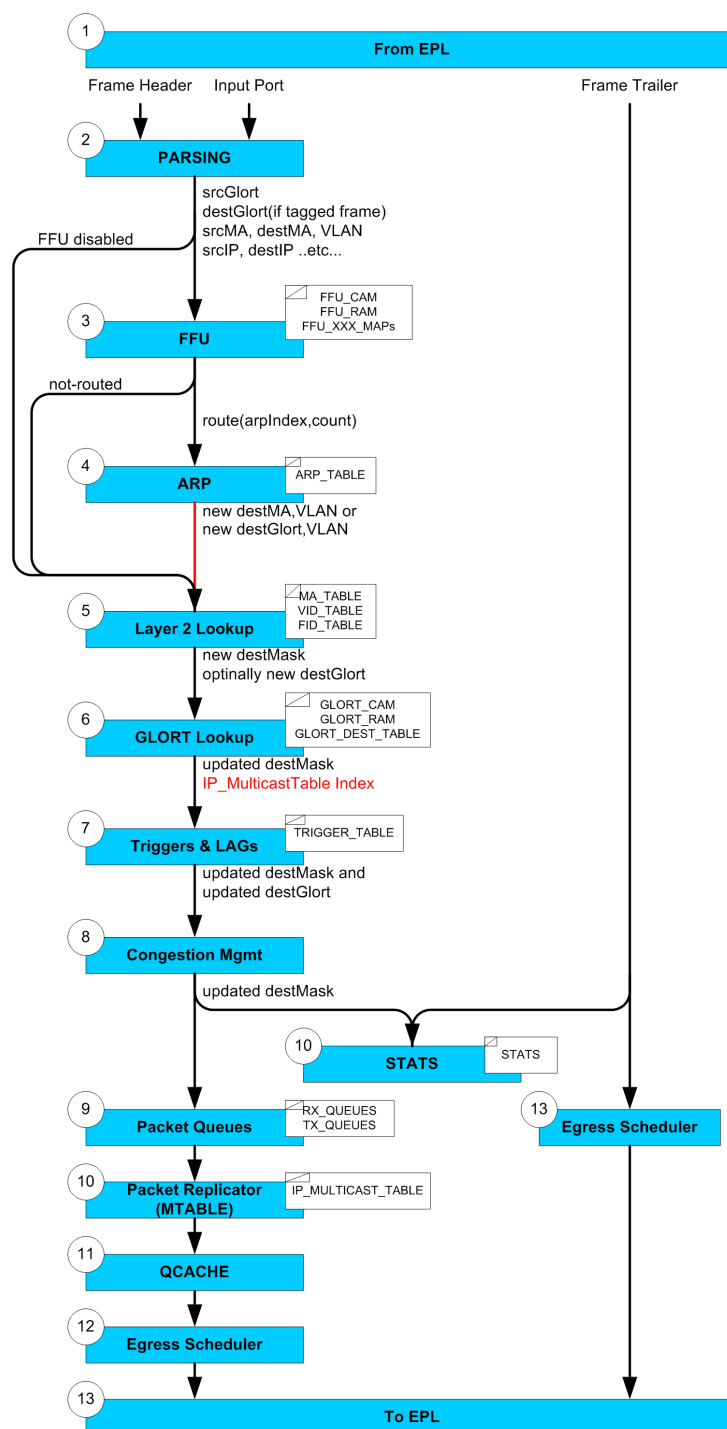 1
From EPL
Frame Header
Input Port
Frame Trailer
2
PARSING
srcGlort
destGlort(if tagged frame)
srcMA, destMA, VLAN
srcIP, destIP ..etc...
FFU disabled
FFU_CAM
FFU_RAM
FFU_XXX_MAPs
3
FFU
not-routed
route(arpIndex,count)
4
ARP
ARP_TABLE
new destMA,VLAN or
new destGlort,VLAN
5
Layer 2 Lookup
MA_TABLE
VID_TABLE
FID_TABLE
new destMask
optinally new destGlort
6
GLORT Lookup
GLORT_CAM
GLORT_RAM
GLORT_DEST_TABLE
updated destMask
IP_MulticastTable Index
7
Triggers & LAGs
TRIGGER_TABLE
updated destMask and
updated destGlort
8
Congestion Mgmt
updated destMask
10
STATS
STATS
9
Packet Queues
RX_QUEUES
TX_QUEUES
13
Egress Scheduler
10
Packet Replicator
(MTABLE)
IP_MULTICAST_TABLE
11
QCACHE
12
Egress Scheduler
13
To EPL